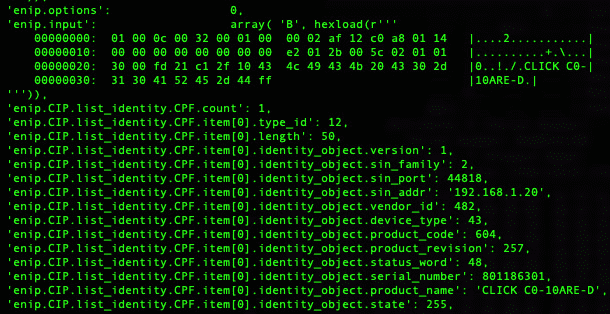 'enip.options': 0,
'enip.input': array( 'B', hexload(r'''
00000000: 01 00 0c 00 32 00 01 00 00 02 af 12 c0 a8 01 14 |....2...........|
00000010: 00 00 00 00 00 00 00 00 e2 01 2b 00 5c 02 01 01 |..........+.\...|
00000020: 30 00 fd 21 c1 2f 10 43 4c 49 43 4b 20 43 30 2d |0..!./.CLICK C0-|
00000030: 31 30 41 52 45 2d 44 ff |10ARE-D.|
''')),
'enip.CIP.list_identity.CPF.count': 1,
'enip.CIP.list_identity.CPF.item[0].type_id': 12,
'enip.CIP.list_identity.CPF.item[0].length': 50,
'enip.CIP.list_identity.CPF.item[0].identity_object.version': 1,
'enip.CIP.list_identity.CPF.item[0].identity_object.sin_family': 2,
'enip.CIP.list_identity.CPF.item[0].identity_object.sin_port': 44818,
'enip.CIP.list_identity.CPF.item[0].identity_object.sin_addr': '192.168.1.20',
'enip.CIP.list_identity.CPF.item[0].identity_object.vendor_id': 482,
'enip.CIP.list_identity.CPF.item[0].identity_object.device_type': 43,
'enip.CIP.list_identity.CPF.item[0].identity_object.product_code': 604,
'enip.CIP.list_identity.CPF.item[0].identity_object.product_revision': 257,
'enip.CIP.list_identity.CPF.item[0].identity_object.status_word': 48,
'enip.CIP.list_identity.CPF.item[0].identity_object.serial_number': 801186301,
'enip.CIP.list_identity.CPF.item[0].identity_object.product_name': 'CLICK C0-10ARE-D',
'enip.CIP.list_identity.CPF.item[0].identity_object.state': 255,